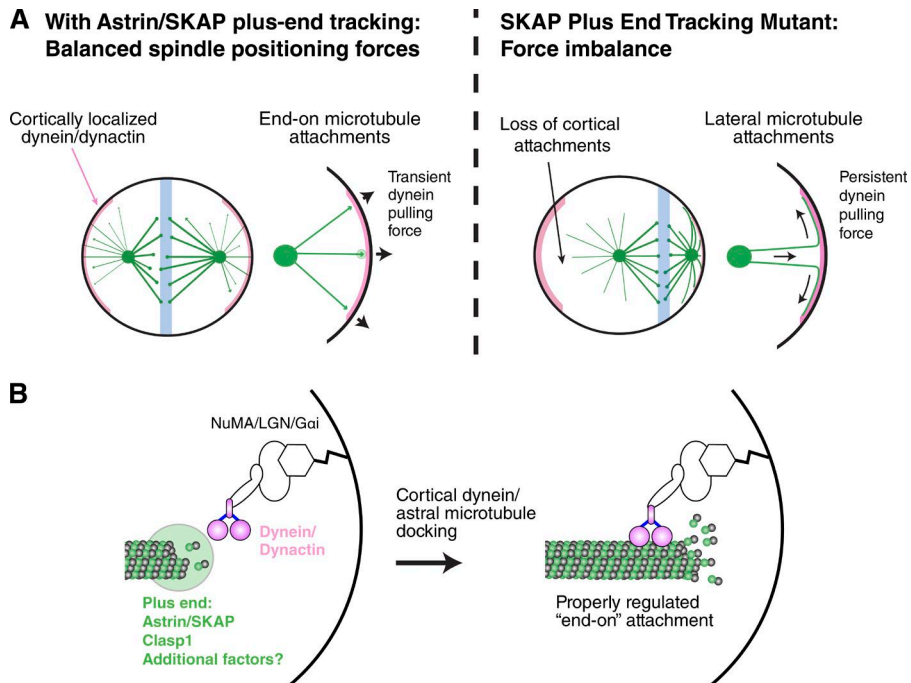 A
With Astrin/SKAP plus-end tracking:
Balanced spindle positioning forces
Cortically localized
dynein/dynactin
End-on microtubule
attachments
Transient
dynein
pulling
force
SKAP Plus End Tracking Mutant:
Force imbalance
Loss of cortical
attachments
Lateral microtubule
attachments
Persistent
dynein
pulling
force
B
NuMA/LGN/Gαi
Dynein/
Dynactin
Plus end:
Astrin/SKAP
Clasp1
Additional factors?
Cortical dynein/
astral microtubule
docking
Properly regulated
“end-on” attachment